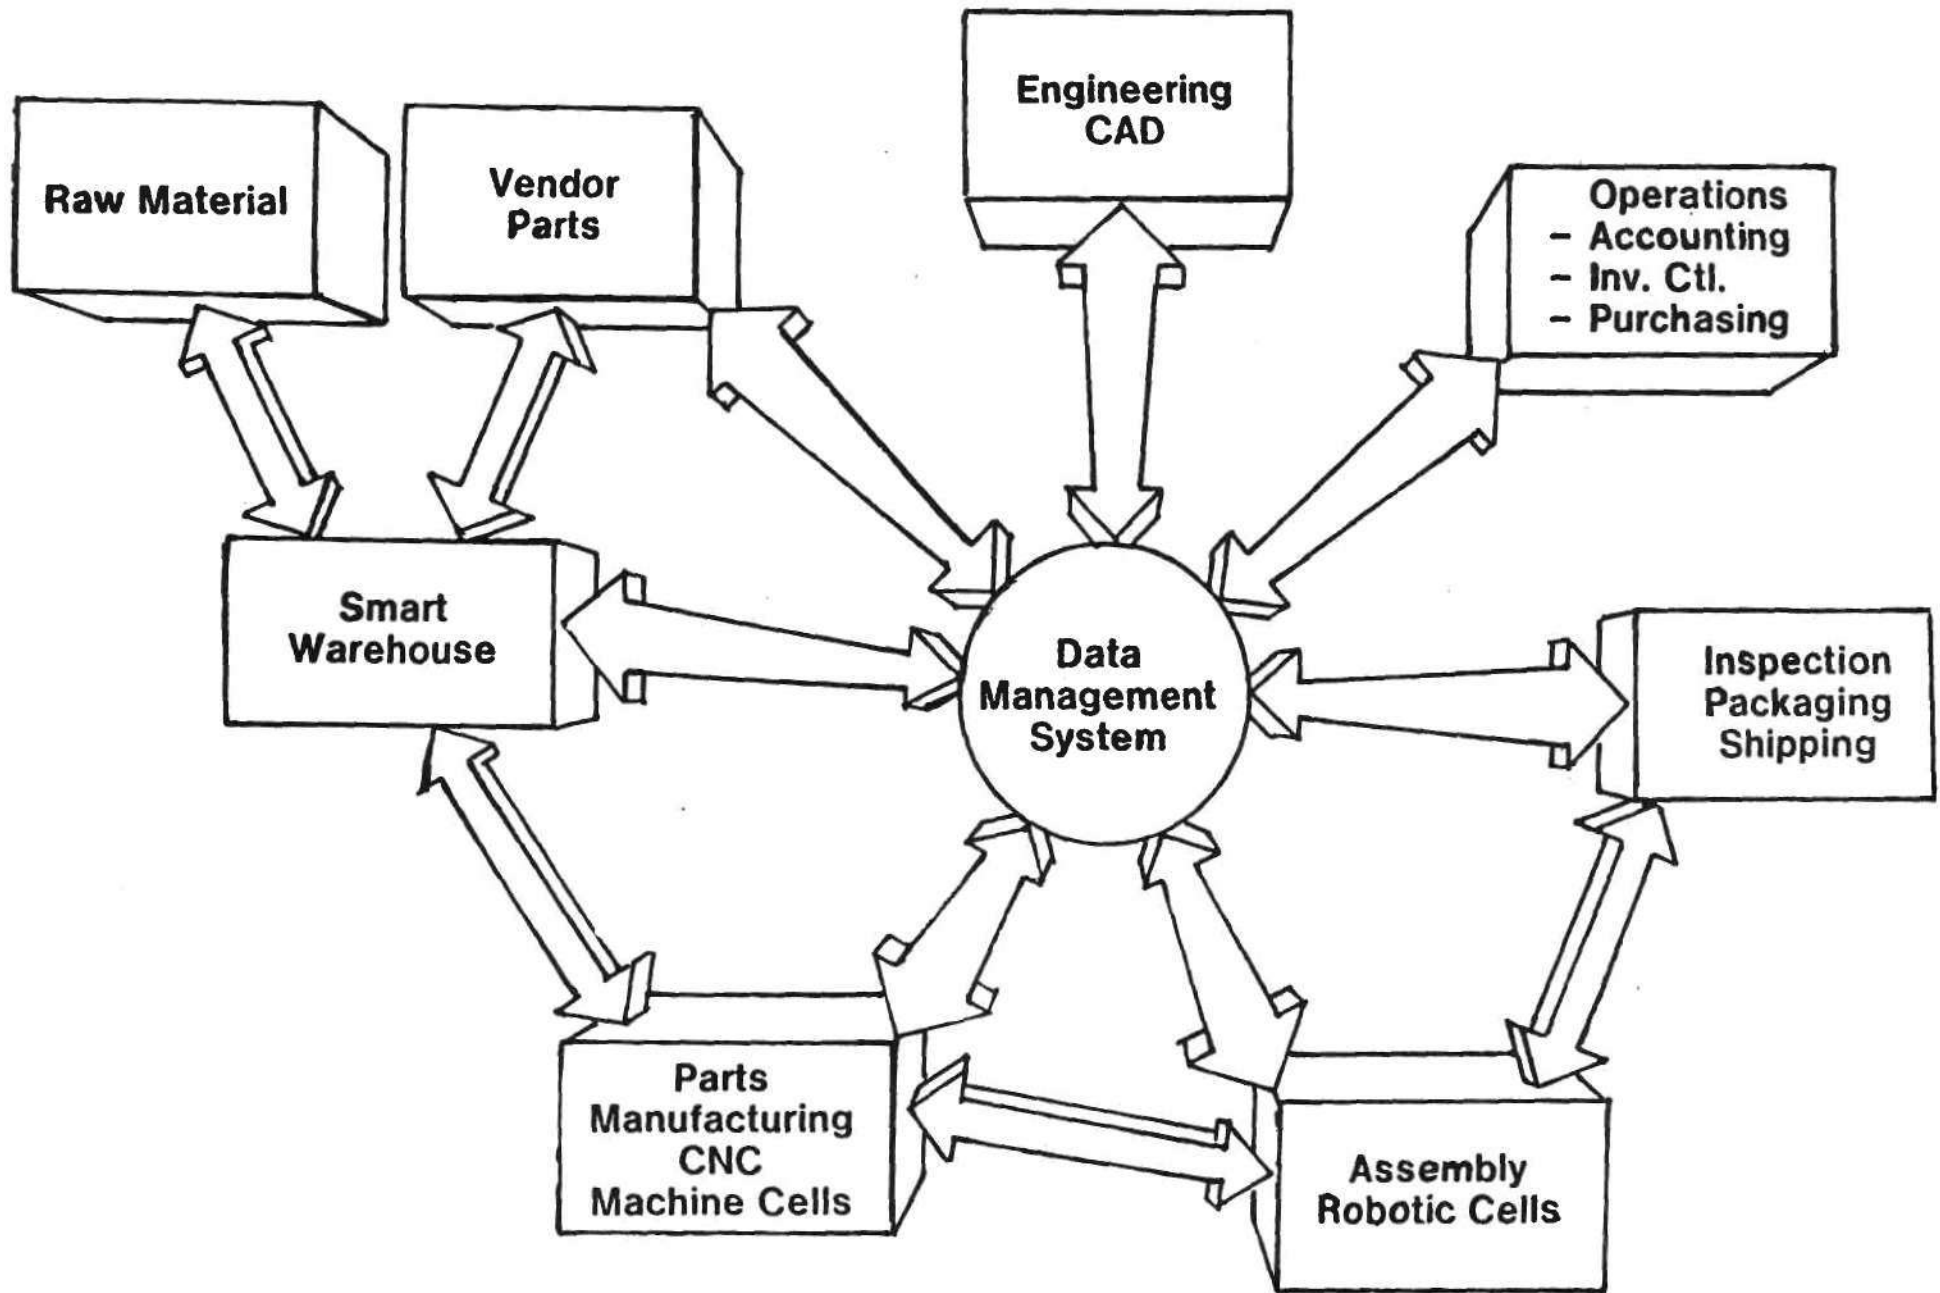 Engineering
CAD
Raw Material
Vendor
Parts
Operations
– Accounting
– Inv. Ctl.
– Purchasing
Smart
Warehouse
Data
Management
System
Inspection
Packaging
Shipping
Parts
Manufacturing
CNC
Machine Cells
Assembly
Robotic Cells